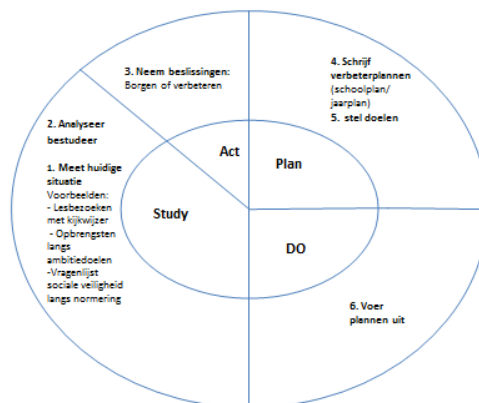 3. Neem beslissingen:
Borgen of verbeteren
4. Schrijf
verbeterplannen
(schoolplan/
jaarplan)
5. stel doelen
2. Analyseer
bestudeer
1. Meet huidige
situatie
Voorbeelden:
- Lesbezoeken
met kijkwijzer
- Opbrengsten
langs
ambitiedoelen
-Vragenlijst
sociale veiligheid
langs normering
Act
Plan
Study
DO
6. Voer
plannen uit